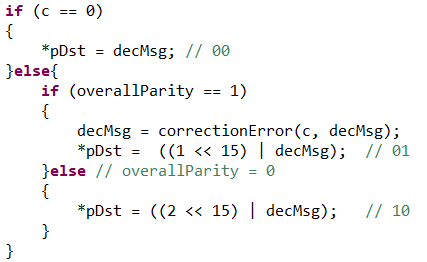 if (c == 0)
{
    *pDst = decMsg; // 00
}else{
    if (overallParity == 1)
    {
        decMsg = correctionError(c, decMsg);
        *pDst =  ((1 << 15) | decMsg);  // 01
    }else // overallParity = 0
    {
        *pDst = ((2 << 15) | decMsg);   // 10
    }
}